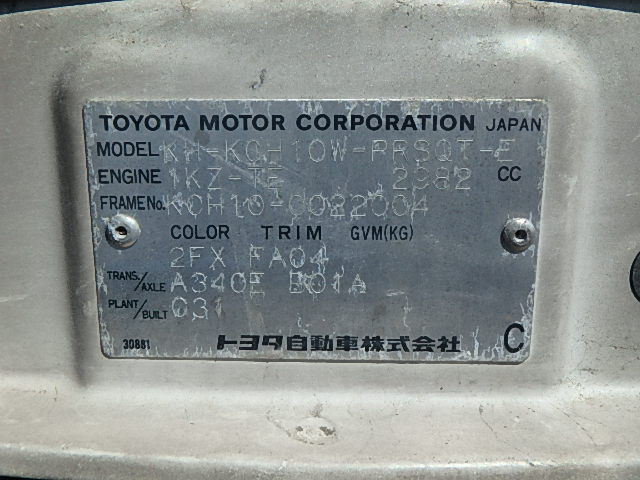 TOYOTA MOTOR CORPORATION JAPAN
MODEL KH-KCH10W-PRSQT-E
ENGINE 1KZ-TE 2982 CC
FRAME No. KCH10-0022004
COLOR TRIM GVM(KG)
2FX FA04
TRANS./AXLE A340E B01A
PLANT/BUILT 031
30881 トヨタ自動車株式会社 C